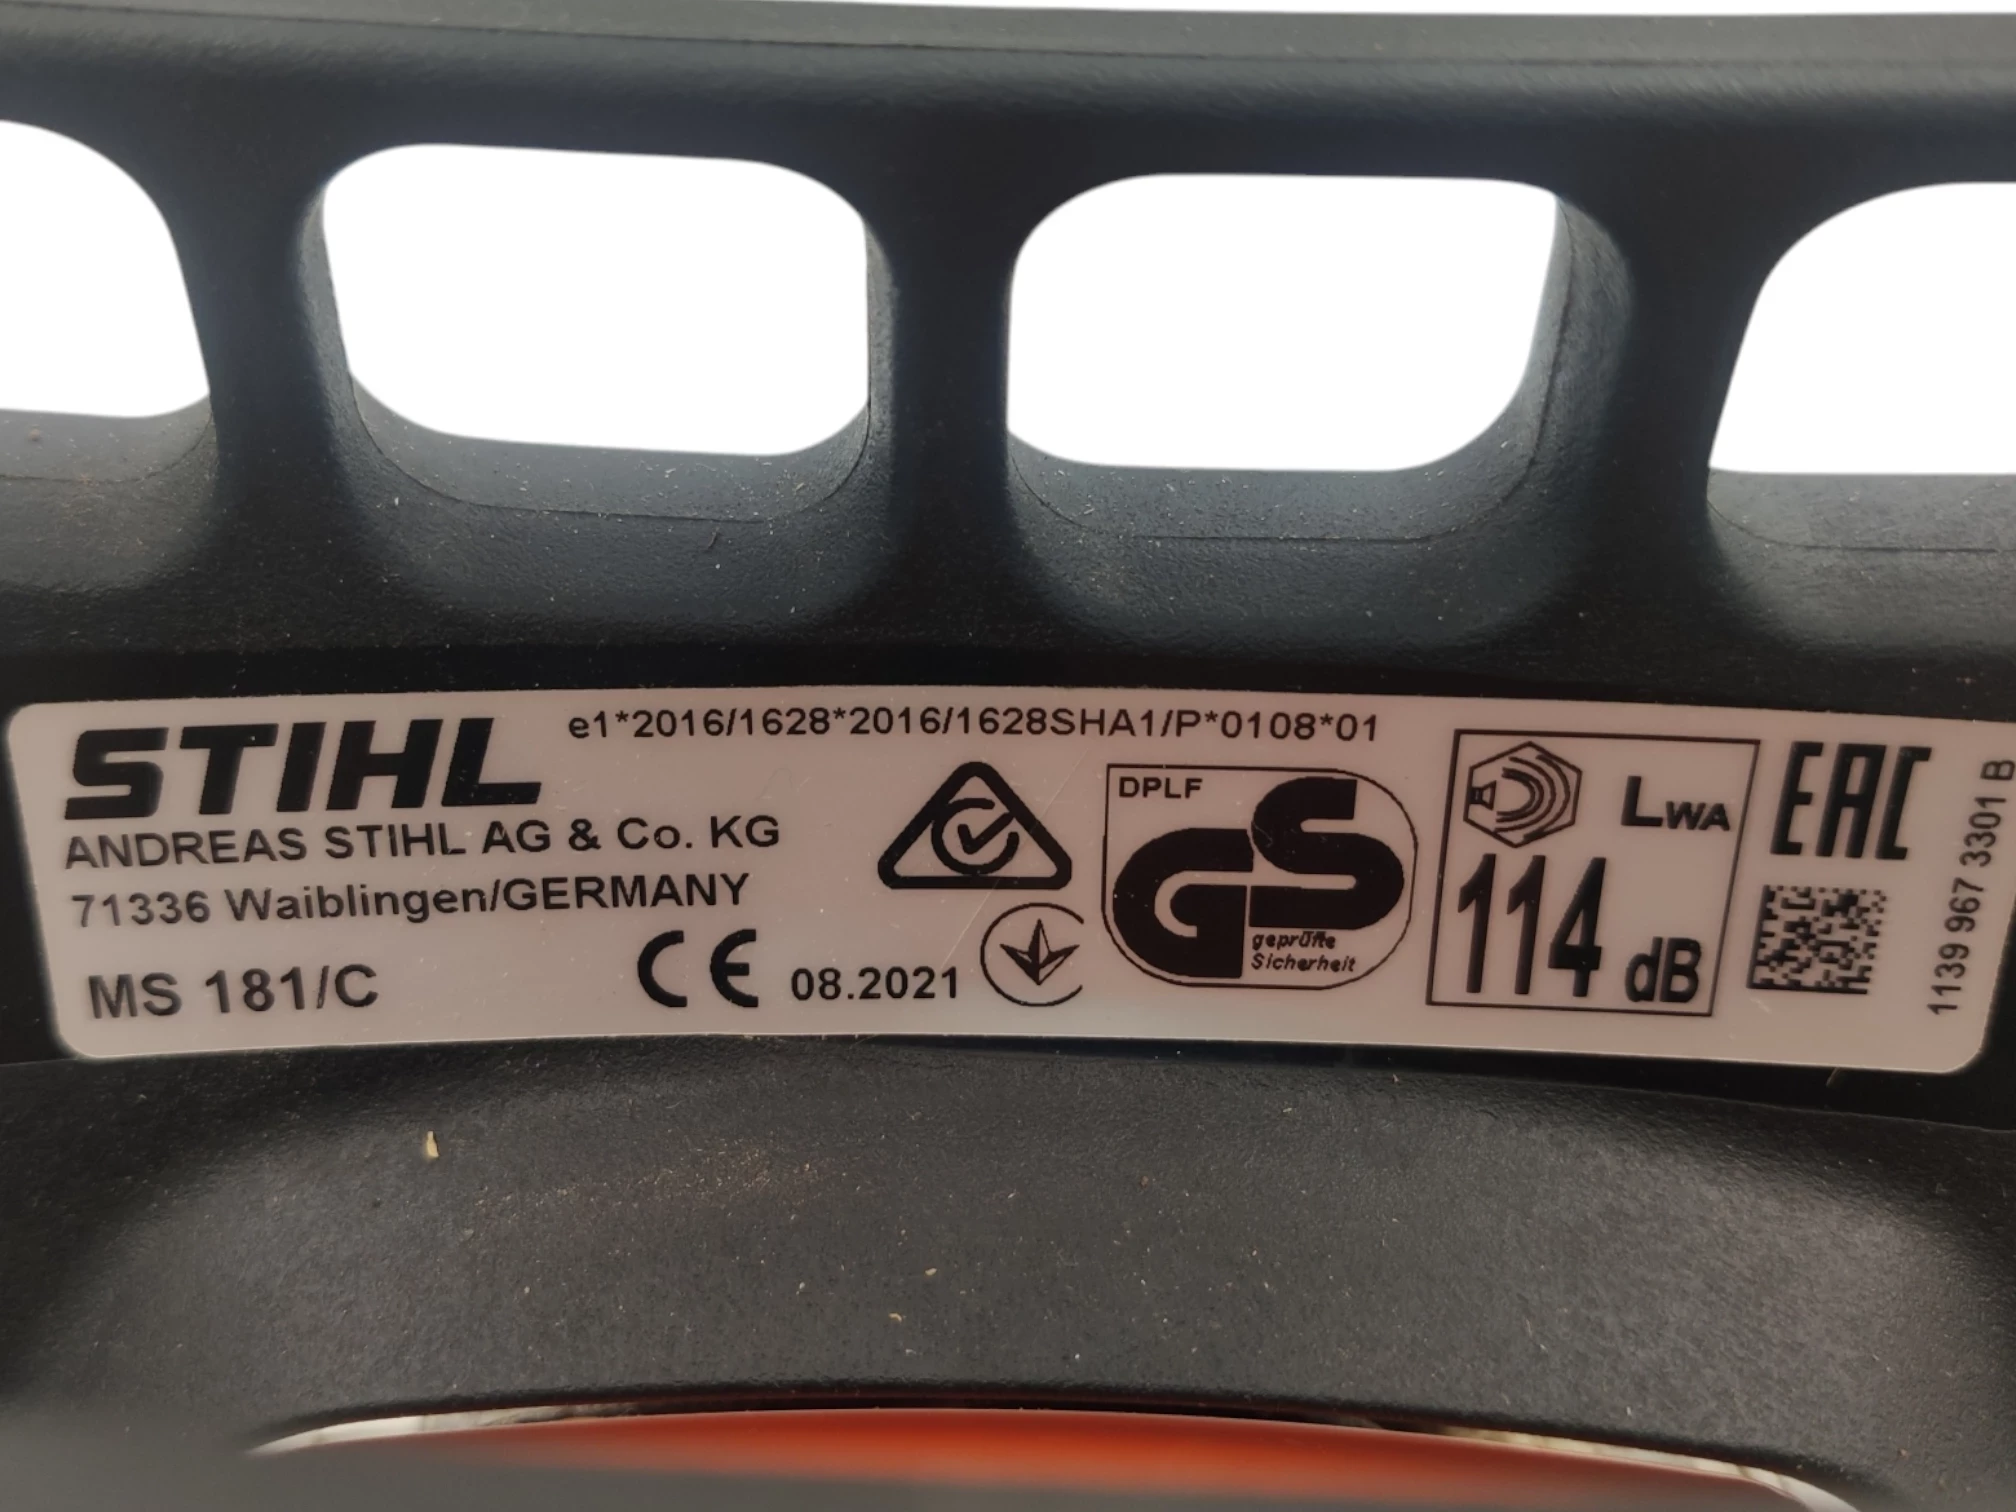 STIHL
e1*2016/1628*2016/1628SHA1/P*0108*01
ANDREAS STIHL AG & Co. KG
71336 Waiblingen/GERMANY
MS 181/C
CE 08.2021
DPLF
GS
geprüfte
Sicherheit
LWA
114 dB
EAC
1139 967 3301 B